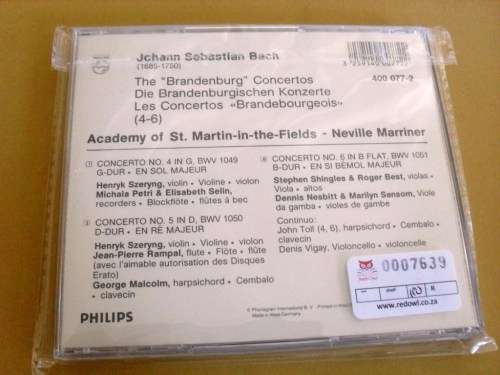 Johann Sebastian Bach
(1685-1750)
400 077-2
The "Brandenburg" Concertos
Die Brandenburgischen Konzerte
Les Concertos «Brandebourgeois»
(4-6)
Academy of St. Martin-in-the-Fields - Neville Marriner
CONCERTO NO. 4 IN G, BWV 1049
G-DUR • EN SOL MAJEUR
Henryk Szeryng, violin • Violine • violon
Michala Petri & Elisabeth Selin,
recorders • Blockflöte • flûtes à bec
CONCERTO NO. 5 IN D, BWV 1050
D-DUR • EN RÉ MAJEUR
Henryk Szeryng, violin • Violine • violon
Jean-Pierre Rampal, flute • Flöte • flûte
(avec l'aimable autorisation des Disques
Erato)
George Malcolm, harpsichord • Cembalo
• clavecin
CONCERTO NO. 6 IN B FLAT, BWV 1051
B-DUR • EN SI BÉMOL MAJEUR
Stephen Shingles & Roger Best, violas •
Viola • altos
Dennis Nesbitt & Marilyn Sansom, Viole
da gamba • violes de gambe
Continuo:
John Toll (4, 6), harpsichord • Cembalo •
clavecin
Denis Vigay, Violoncello • violoncelle
0007639
www.redowl.co.za
PHILIPS
Made in West-Germany